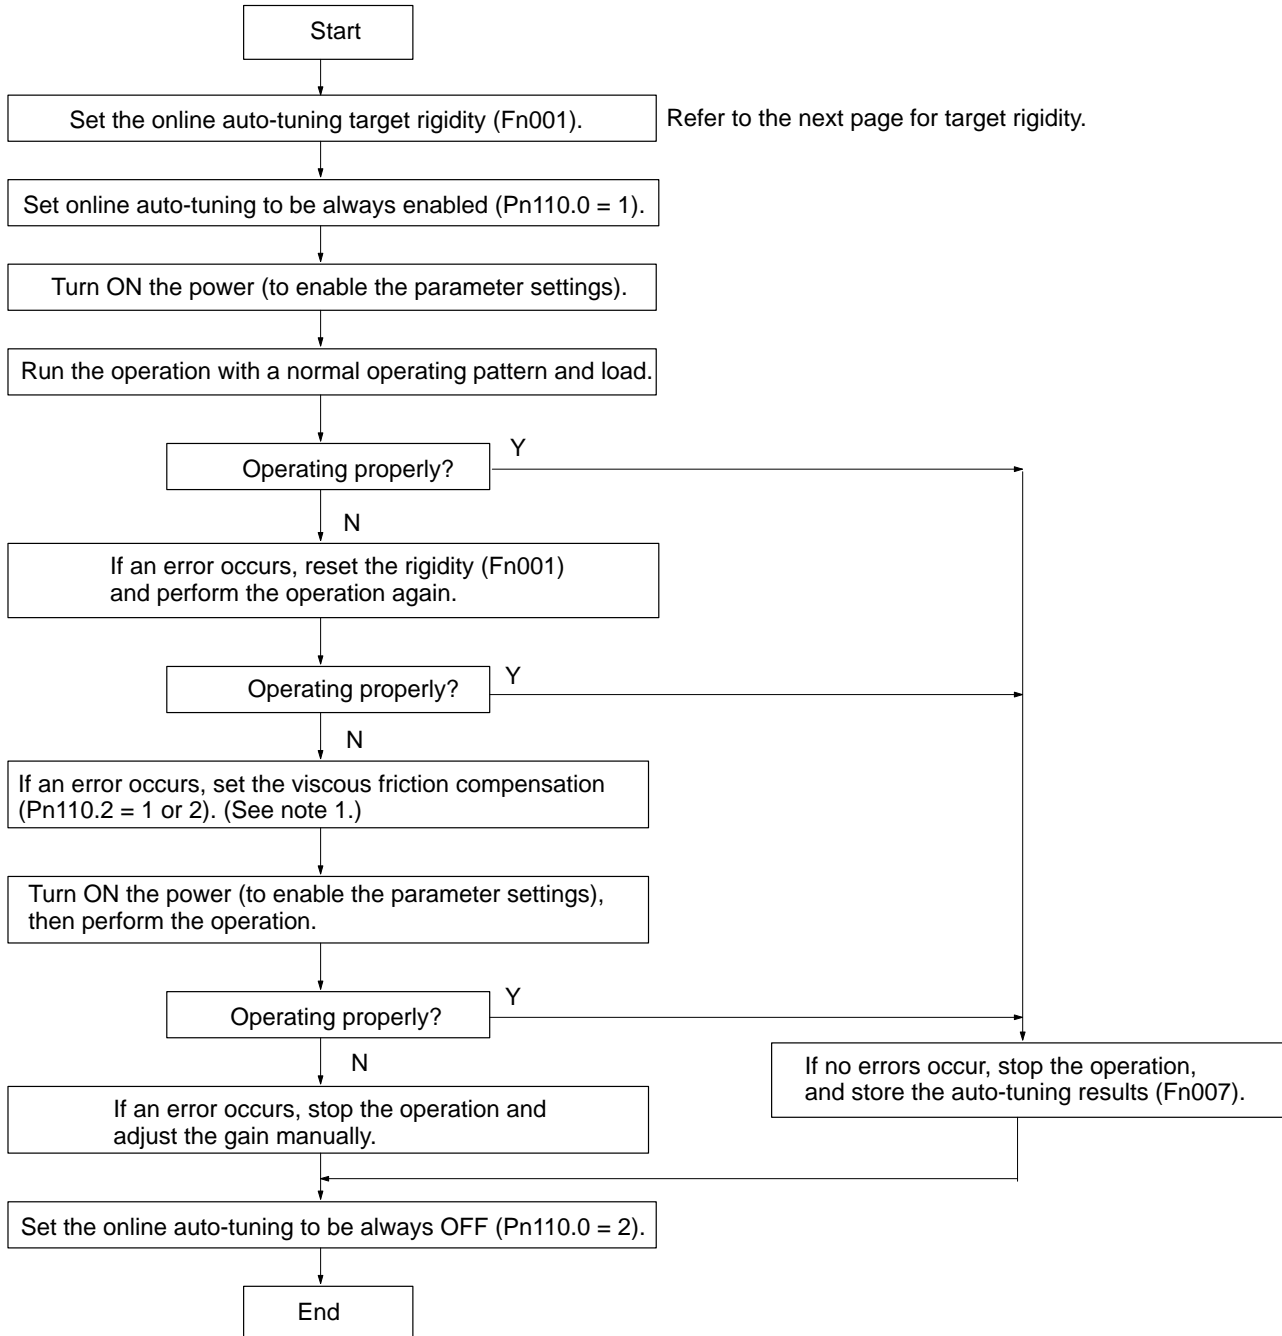 Start
Set the online auto-tuning target rigidity (Fn001).
Refer to the next page for target rigidity.
Set online auto-tuning to be always enabled (Pn110.0 = 1).
Turn ON the power (to enable the parameter settings).
Run the operation with a normal operating pattern and load.
Operating properly?
Y
N
If an error occurs, reset the rigidity (Fn001)
and perform the operation again.
Operating properly?
Y
N
If an error occurs, set the viscous friction compensation
(Pn110.2 = 1 or 2). (See note 1.)
Turn ON the power (to enable the parameter settings),
then perform the operation.
Operating properly?
Y
N
If no errors occur, stop the operation,
and store the auto-tuning results (Fn007).
If an error occurs, stop the operation and
adjust the gain manually.
Set the online auto-tuning to be always OFF (Pn110.0 = 2).
End